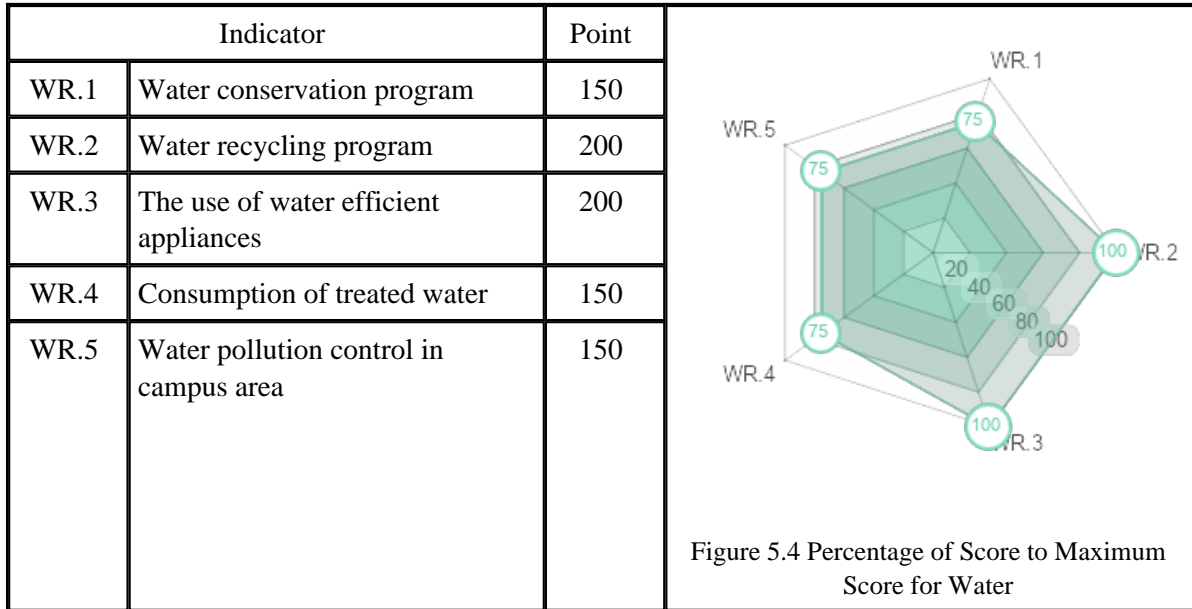 Indicator Point
WR.1 Water conservation program 150
WR.2 Water recycling program 200
WR.3 The use of water efficient
appliances 200
WR.4 Consumption of treated water 150
WR.5 Water pollution control in
campus area 150
WR.1
75
WR.5
75
100 /R.2
20
40
60
80
100
75
WR.4
100
WR.3
Figure 5.4 Percentage of Score to Maximum
Score for Water